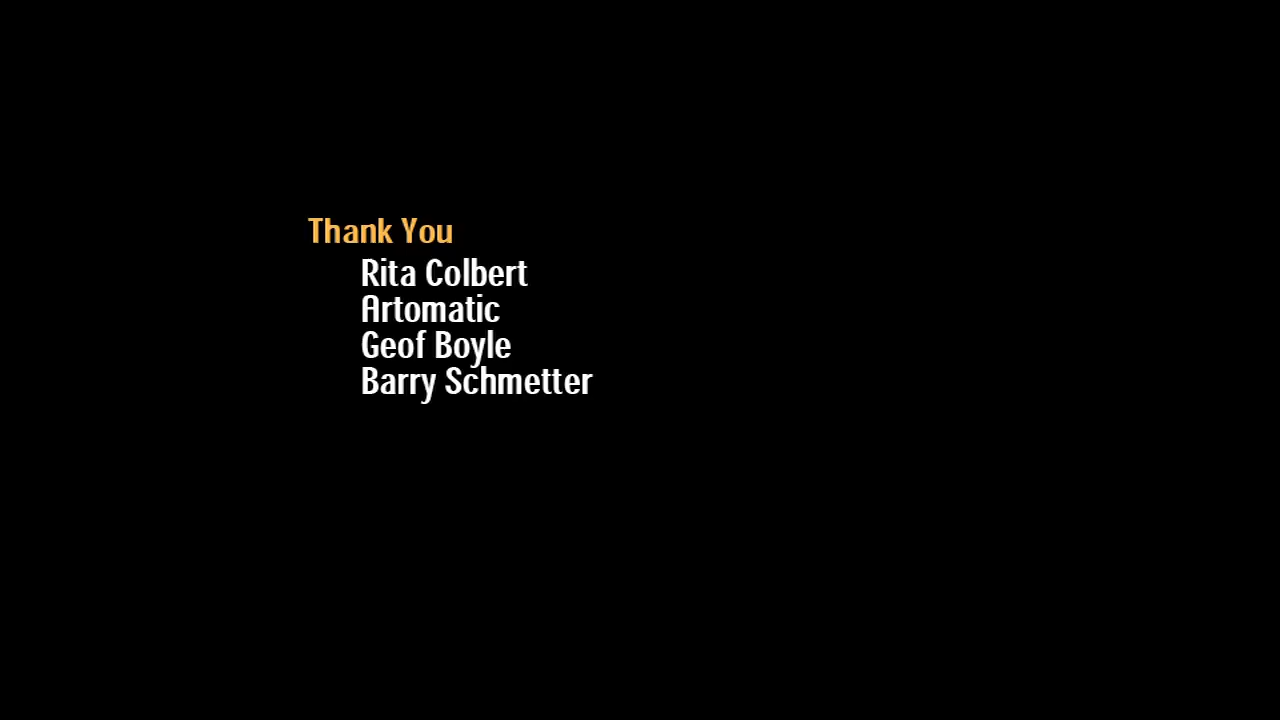 Thank You
Rita Colbert
Artomatic
Geof Boyle
Barry Schmetter